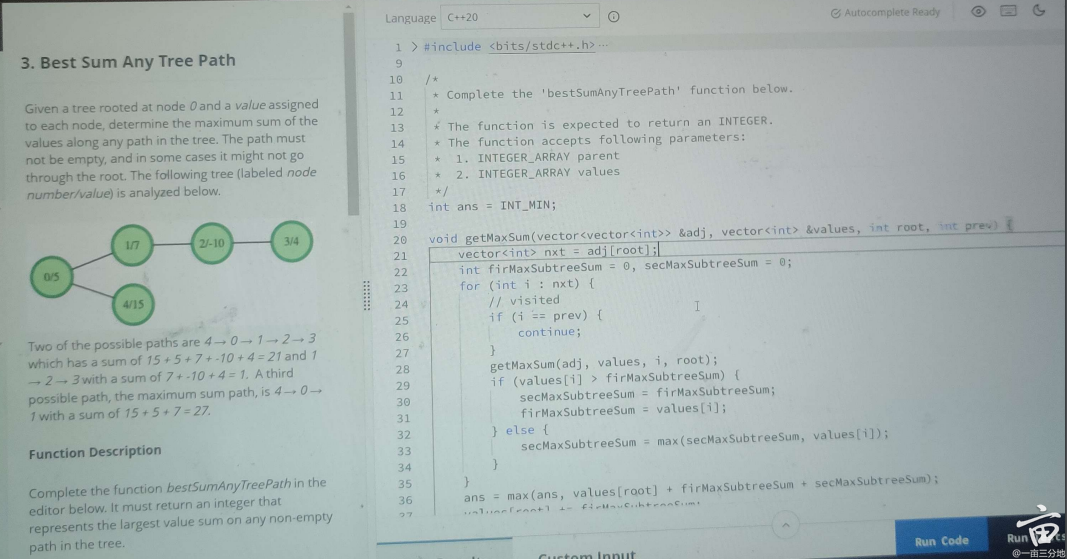 3. Best Sum Any Tree Path
Given a tree rooted at node 0 and a value assigned
to each node, determine the maximum sum of the
values along any path in the tree. The path must
not be empty, and in some cases it might not go
through the root. The following tree (labeled node
number/value) is analyzed below.
1/7
2/-10
3/4
0/5
4/15
Two of the possible paths are 4→0→1→2→3
which has a sum of 15 + 5 + 7 + -10 + 4 = 21 and 1
→2→3 with a sum of 7 + -10 + 4 = 1. A third
possible path, the maximum sum path, is 4→0→
1 with a sum of 15 + 5 + 7 = 27.
Function Description
Complete the function bestSumAnyTreePath in the
editor below. It must return an integer that
represents the largest value sum on any non-empty
path in the tree.
Language C++20
Autocomplete Ready
1 > #include <bits/stdc++.h>···
9
10 /*
11 * Complete the 'bestSumAnyTreePath' function below.
12 *
13 * The function is expected to return an INTEGER.
14 * The function accepts following parameters:
15 * 1. INTEGER_ARRAY parent
16 * 2. INTEGER_ARRAY values
17 */
18 int ans = INT_MIN;
19
20 void getMaxSum(vector<vector<int>> &adj, vector<int> &values, int root, int prev) {
21 vector<int> nxt = adj[root];
22 int firMaxSubtreeSum = 0, secMaxSubtreeSum = 0;
23 for (int i : nxt) {
24 // visited
25 if (i == prev) {
26 continue;
27 }
28 getMaxSum(adj, values, i, root);
29 if (values[i] > firMaxSubtreeSum) {
30 secMaxSubtreeSum = firMaxSubtreeSum;
31 firMaxSubtreeSum = values[i];
32 } else {
33 secMaxSubtreeSum = max(secMaxSubtreeSum, values[i]);
34 }
35 }
36 ans = max(ans, values[root] + firMaxSubtreeSum + secMaxSubtreeSum);
37 values[root] += firMaxSubtreeSum;
Custom Input
Run Code
Run
亩
@一亩三分地